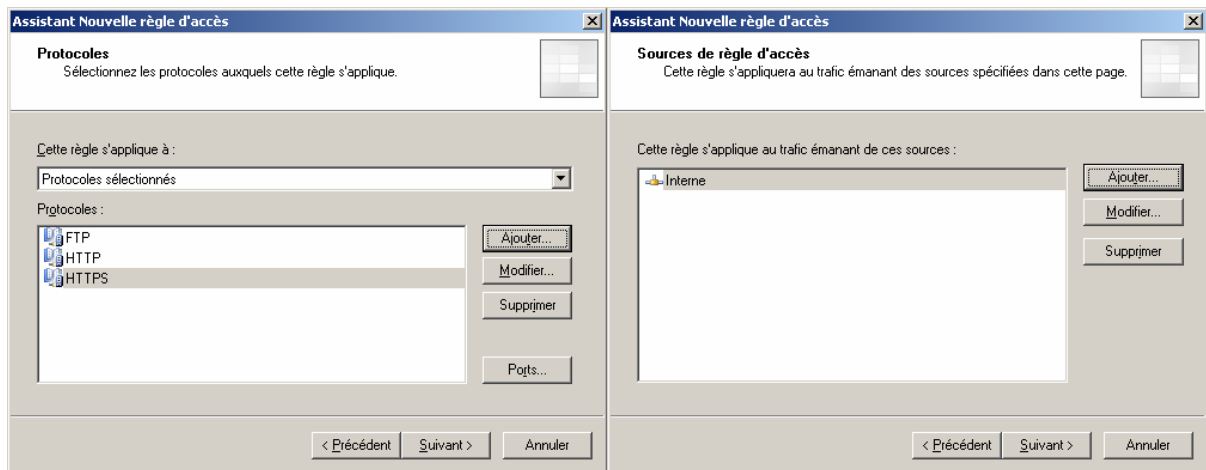 Assistant Nouvelle règle d'accès
Protocoles
Sélectionnez les protocoles auxquels cette règle s'applique.
Cette règle s'applique à :
Protocoles sélectionnés
Protocoles :
FTP
HTTP
HTTPS
Ajouter...
Modifier...
Supprimer
Ports...
< Précédent
Suivant >
Annuler
Assistant Nouvelle règle d'accès
Sources de règle d'accès
Cette règle s'appliquera au trafic émanant des sources spécifiées dans cette page.
Cette règle s'applique au trafic émanant de ces sources :
Interne
Ajouter...
Modifier...
Supprimer
< Précédent
Suivant >
Annuler